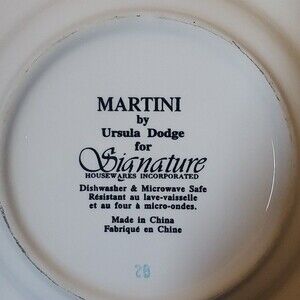 MARTINI
by
Ursula Dodge
for
Signature
HOUSEWARES INCORPORATED
Dishwasher & Microwave Safe
Résistant au lave-vaisselle
et au four à micro-ondes.
Made in China
Fabriqué en Chine
20